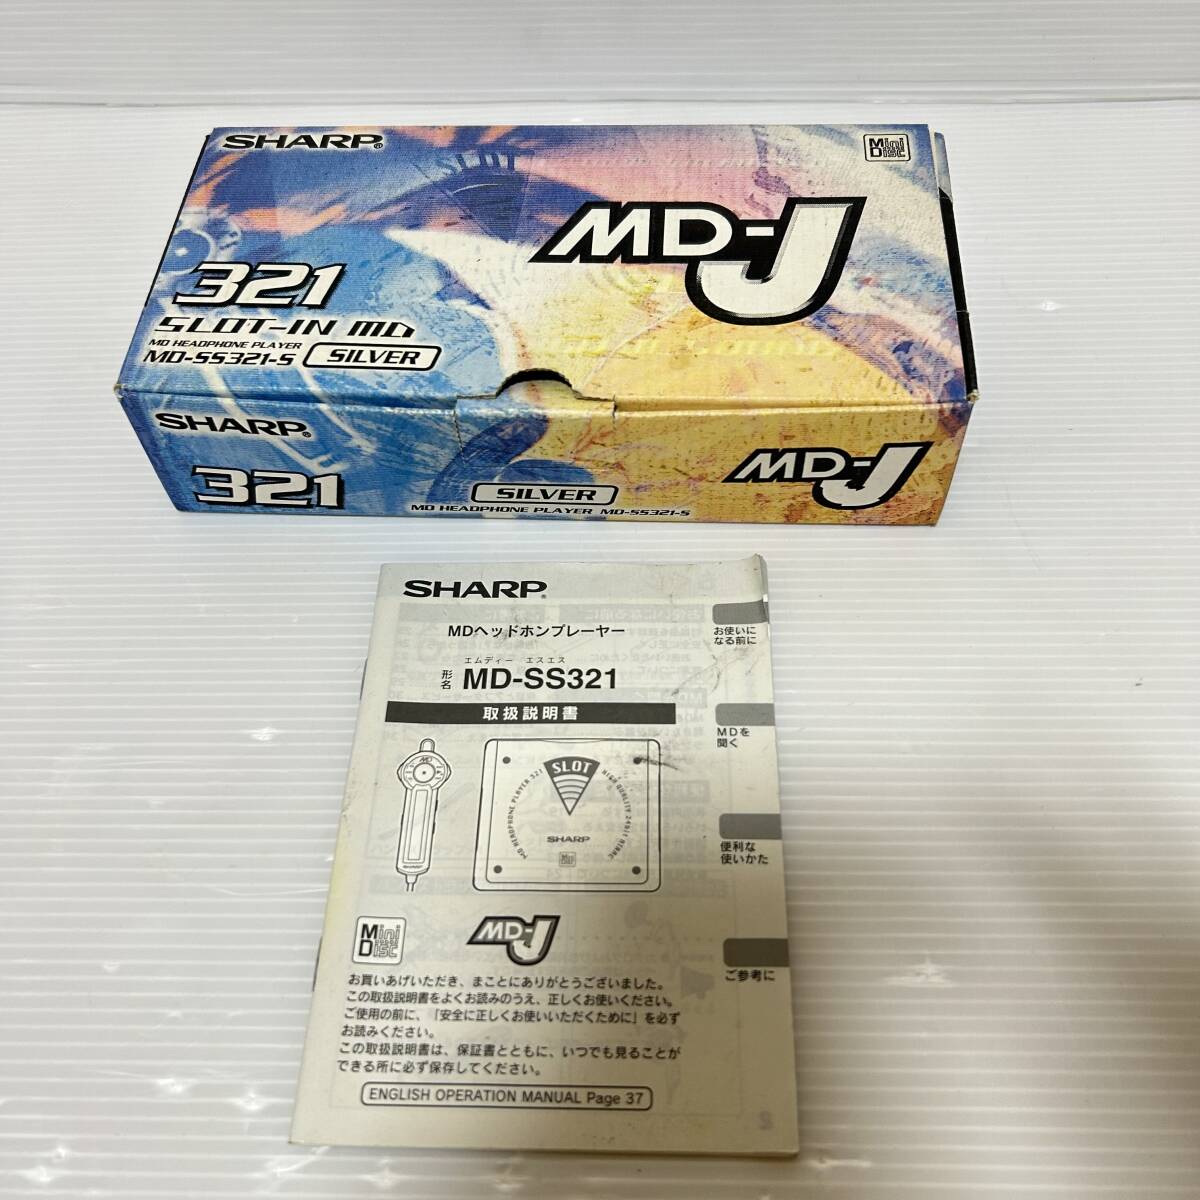 SHARP®
Mini Disc
MD-J
321
SLOT-IN MD
MD HEADPHONE PLAYER
MD-SS321-S SILVER
SHARP®
321
SILVER
MD HEADPHONE PLAYER MD-SS321-S
MD-J
SHARP®
MDヘッドホンプレーヤー
エムディー エスエス
形名 MD-SS321
取扱説明書
お使いに
なる前に
MDを
聞く
便利な
使いかた
ご参考に
MD
SHARP
SLOT
MD HEADPHONE PLAYER 321
HIGH QUALITY 24bit ATRAC
SHARP
Mini Disc
MD-J
お買いあげいただき、まことにありがとうございました。
この取扱説明書をよくお読みのうえ、正しくお使いください。
ご使用の前に、「安全に正しくお使いいただくために」を必ず
お読みください。
この取扱説明書は、保証書とともに、いつでも見ることが
できる所に必ず保存してください。
ENGLISH OPERATION MANUAL Page 37